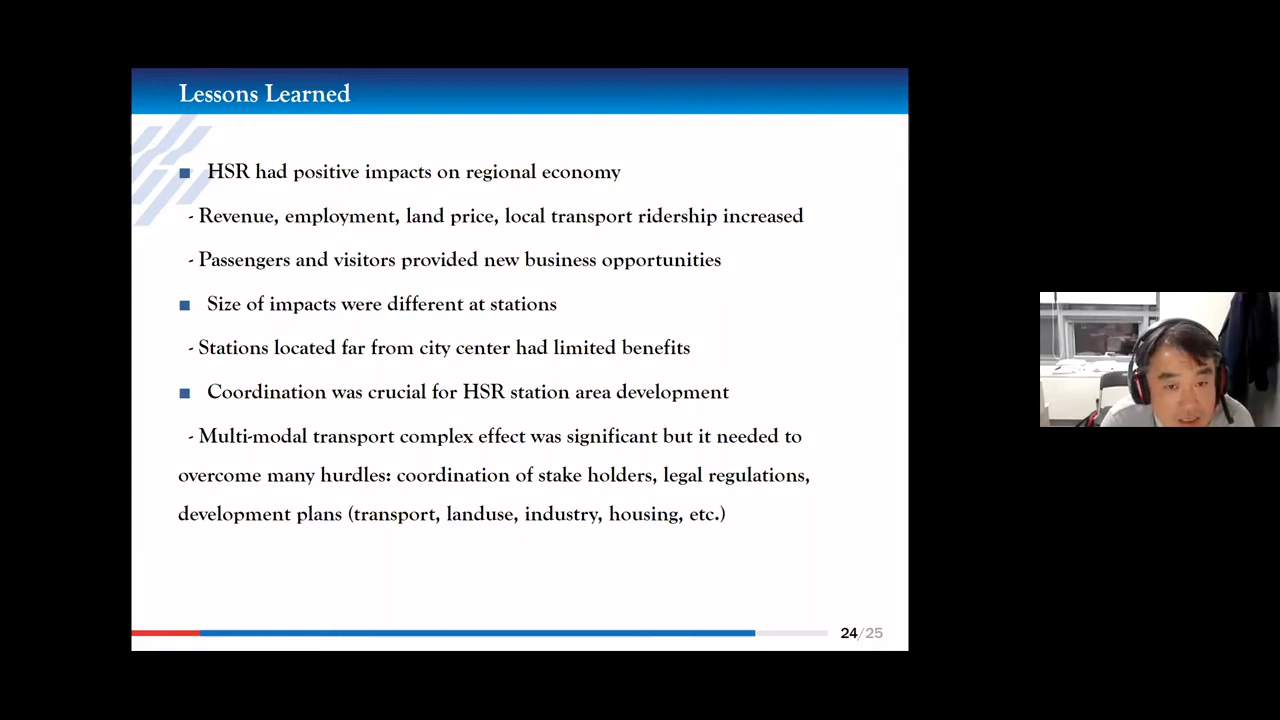 Lessons Learned
■ HSR had positive impacts on regional economy
- Revenue, employment, land price, local transport ridership increased
- Passengers and visitors provided new business opportunities
■ Size of impacts were different at stations
- Stations located far from city center had limited benefits
■ Coordination was crucial for HSR station area development
- Multi-modal transport complex effect was significant but it needed to
overcome many hurdles: coordination of stake holders, legal regulations,
development plans (transport, landuse, industry, housing, etc.)
24/25